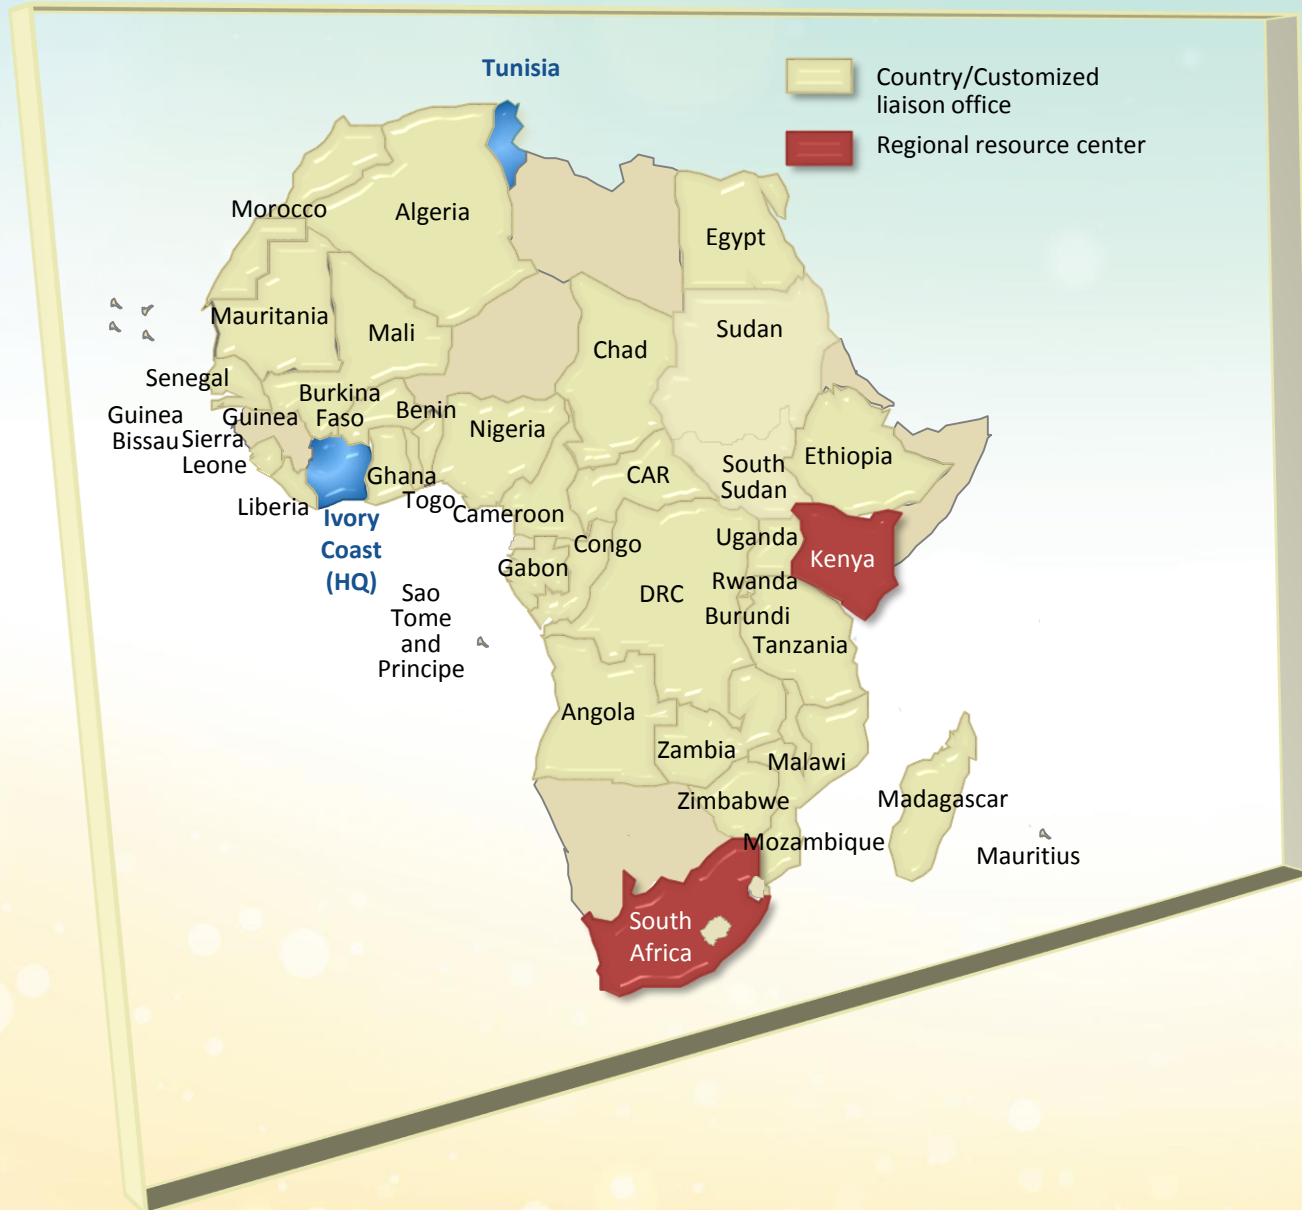 Tunisia
Country/Customized
liaison office
Regional resource center
Morocco
Algeria
Egypt
Mauritania
Mali
Chad
Sudan
Senegal
Burkina
Faso
Benin
Guinea
Bissau
Guinea
Nigeria
Sierra
Leone
Ghana
Togo
CAR
South
Sudan
Ethiopia
Liberia
Ivory
Coast
(HQ)
Cameroon
Congo
Uganda
Kenya
Gabon
DRC
Rwanda
Burundi
Sao
Tome
and
Principe
Tanzania
Angola
Zambia
Malawi
Zimbabwe
Madagascar
Mozambique
Mauritius
South
Africa